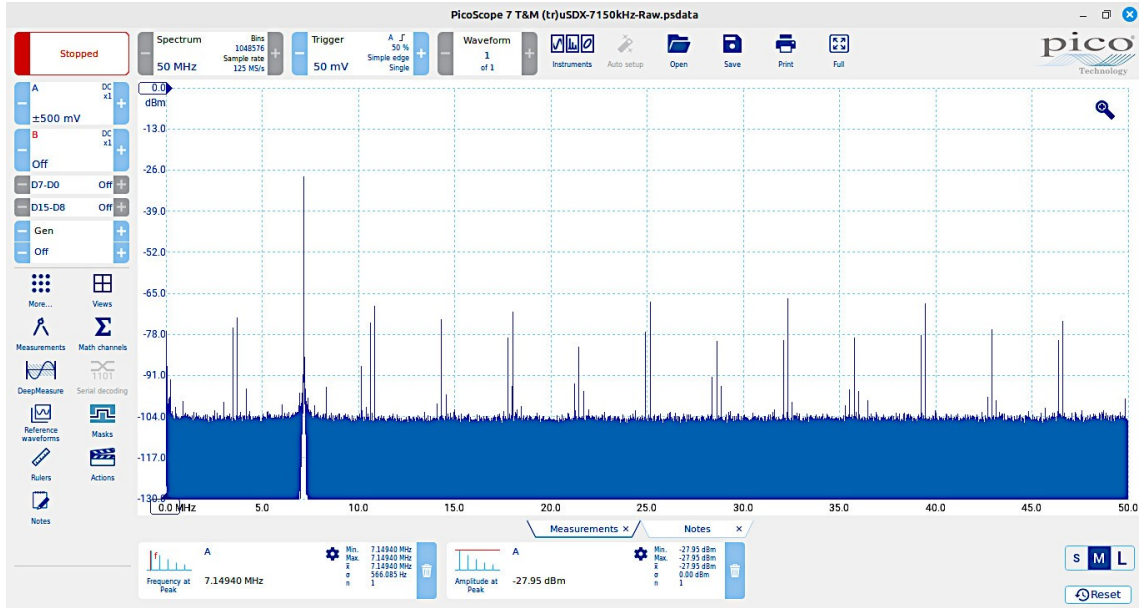 PicoScope 7 T&M (tr)uSDX-7150kHz-Raw.psdata
Stopped
Spectrum
50 MHz
Bins
1048576
Sample rate
125 MS/s
Trigger
50 mV
A
50 %
Simple edge
Single
Waveform
1
of 1
Instruments
Auto setup
Open
Save
Print
Full
pico
Technology
A
DC
x1
±500 mV
B
DC
x1
Off
D7-D0 Off
D15-D8 Off
Gen
Off
More...
Views
Measurements
Math channels
1101
DeepMeasure
Serial decoding
Reference
waveforms
Masks
Rulers
Actions
Notes
0.0
dBm
-13.0
-26.0
-39.0
-52.0
-65.0
-78.0
-91.0
-104.0
-117.0
-130.0
0.0 MHz 5.0 10.0 15.0 20.0 25.0 30.0 35.0 40.0 45.0 50.0
Measurements ×
Notes ×
f
Frequency at
Peak
A
7.14940 MHz
Min. 7.14940 MHz
Max. 7.14940 MHz
x̄ 7.14940 MHz
σ 566.085 Hz
n 1
Amplitude at
Peak
A
-27.95 dBm
Min. -27.95 dBm
Max. -27.95 dBm
x̄ -27.95 dBm
σ 0.00 dBm
n 1
S M L
Reset